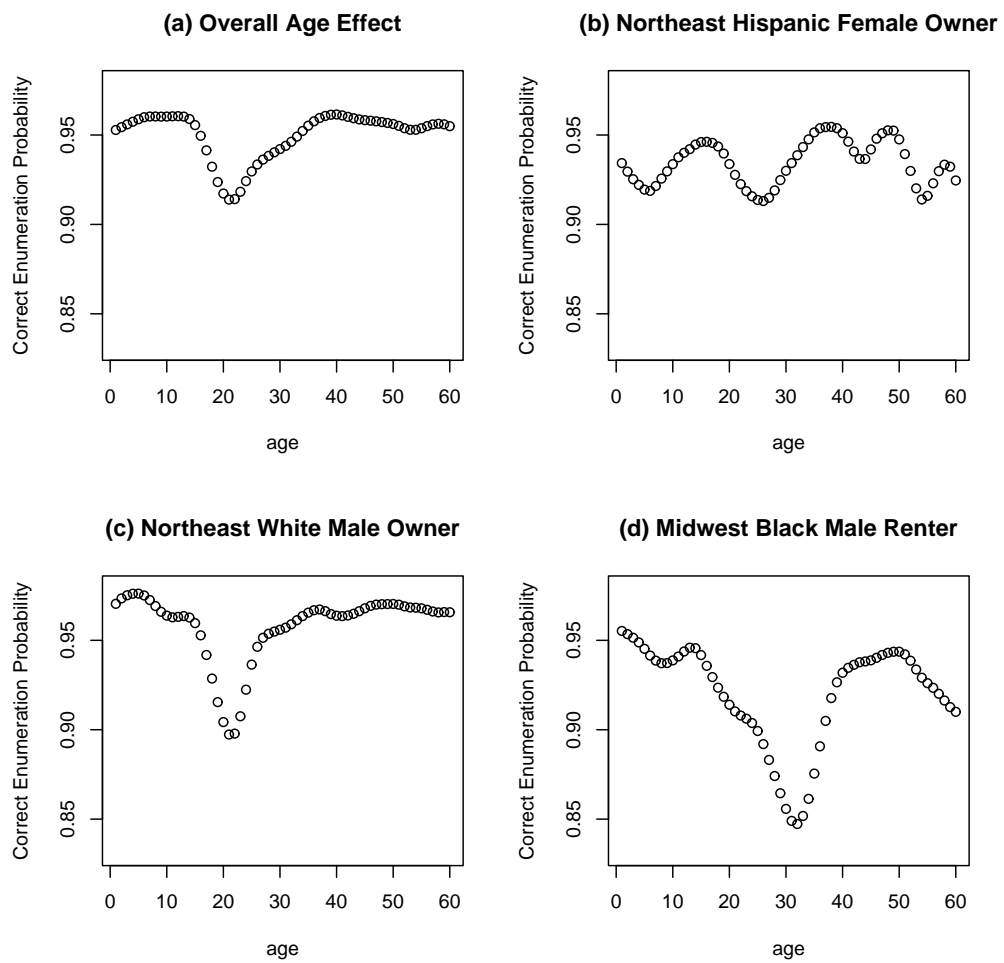 (a) Overall Age Effect
Correct Enumeration Probability
0.95
0.90
0.85
0 10 20 30 40 50 60
age
(b) Northeast Hispanic Female Owner
Correct Enumeration Probability
0.95
0.90
0.85
0 10 20 30 40 50 60
age
(c) Northeast White Male Owner
Correct Enumeration Probability
0.95
0.90
0.85
0 10 20 30 40 50 60
age
(d) Midwest Black Male Renter
Correct Enumeration Probability
0.95
0.90
0.85
0 10 20 30 40 50 60
age